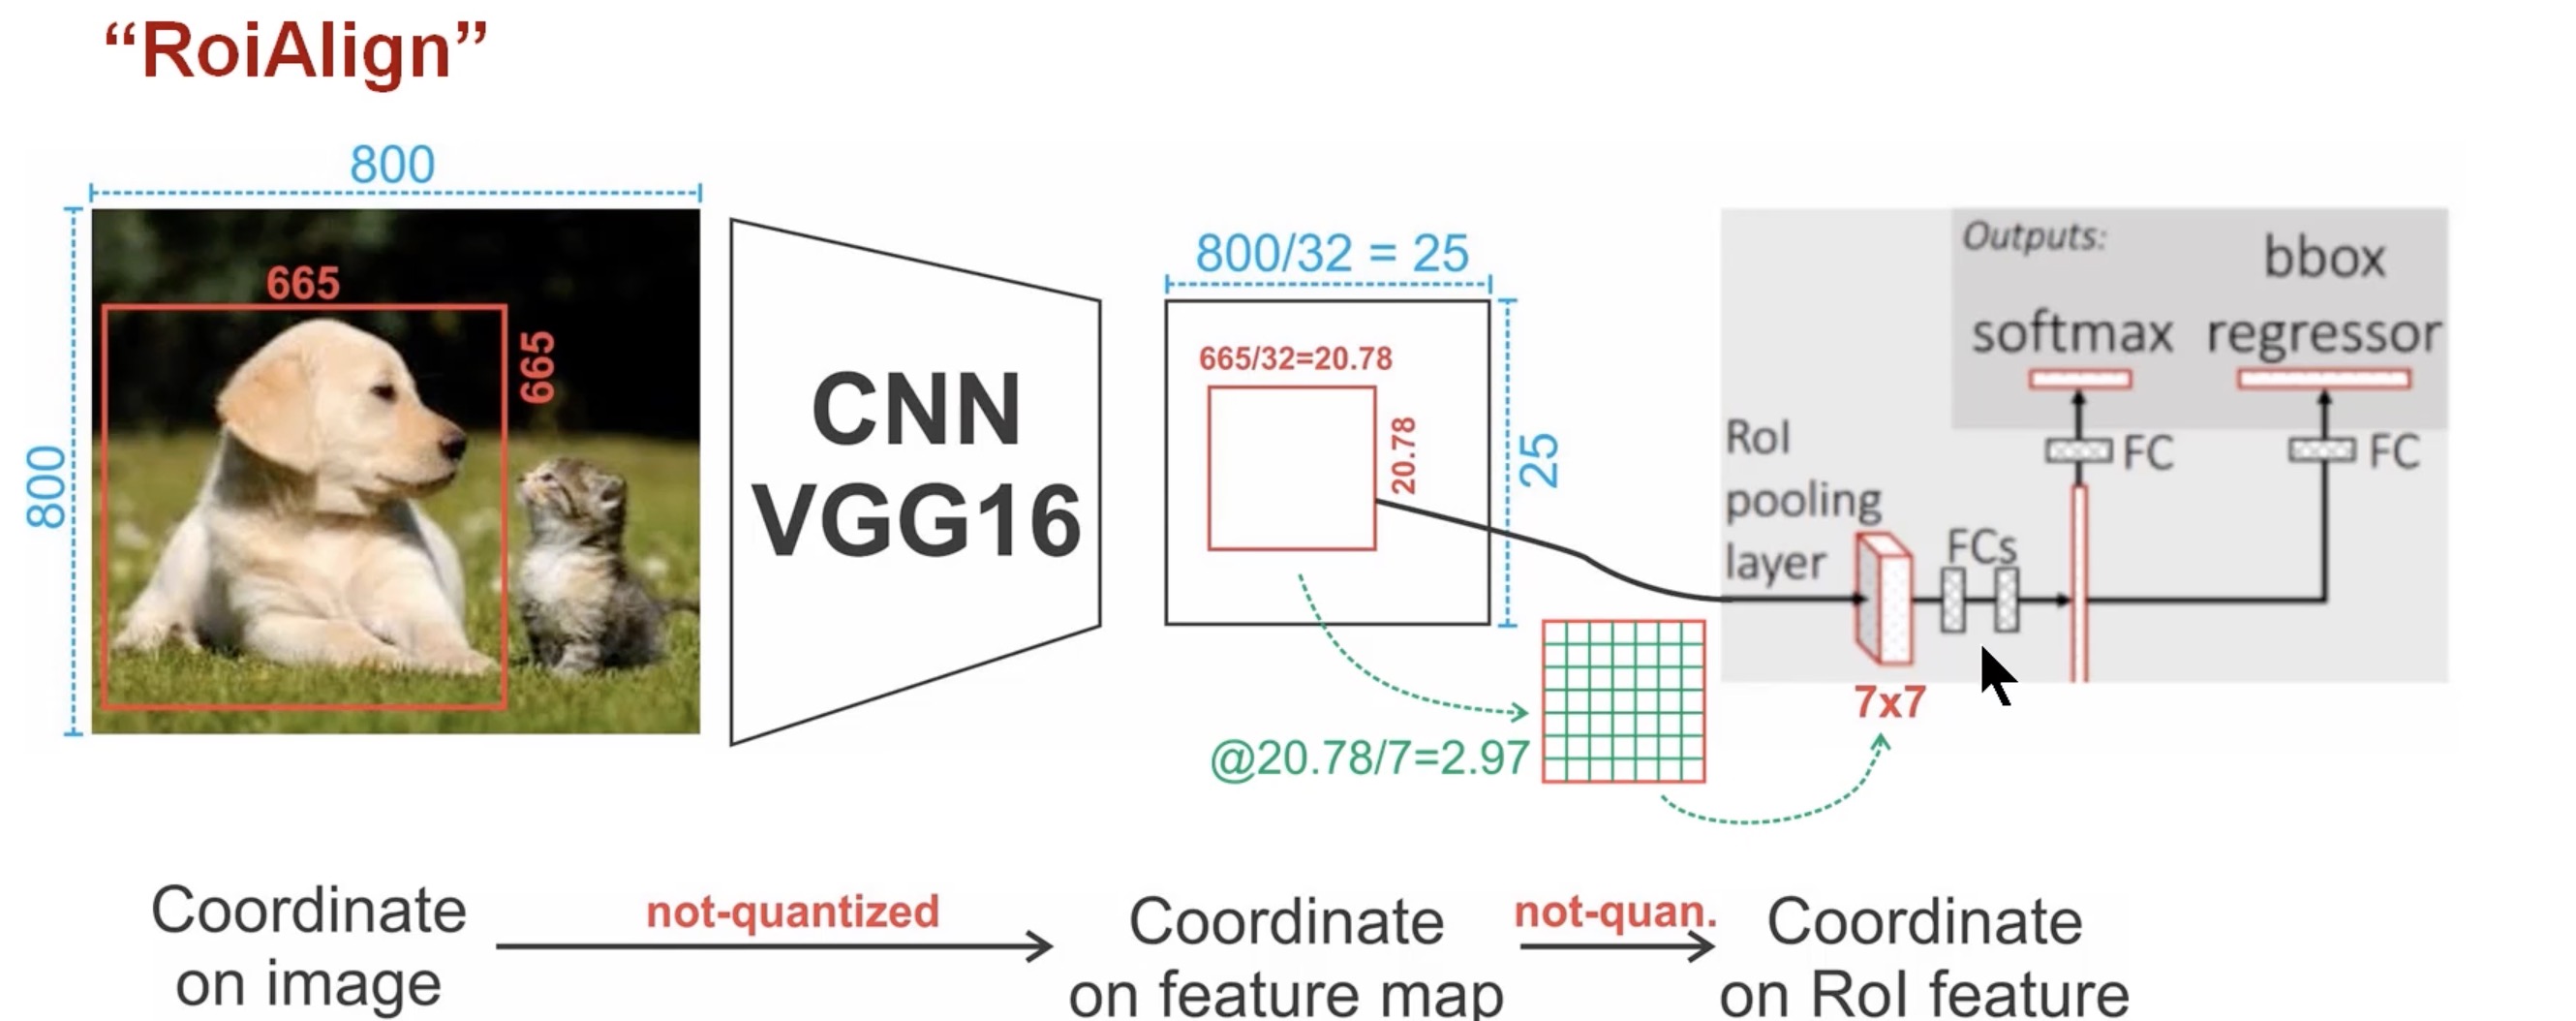 “RoiAlign”
800
800
665
665
CNN
VGG16
800/32 = 25
25
665/32=20.78
20.78
@20.78/7=2.97
Outputs:
bbox
softmax regressor
FC
FC
RoI
pooling
layer
FCs
7x7
Coordinate
on image
not-quantized
Coordinate
on feature map
not-quan.
Coordinate
on RoI feature